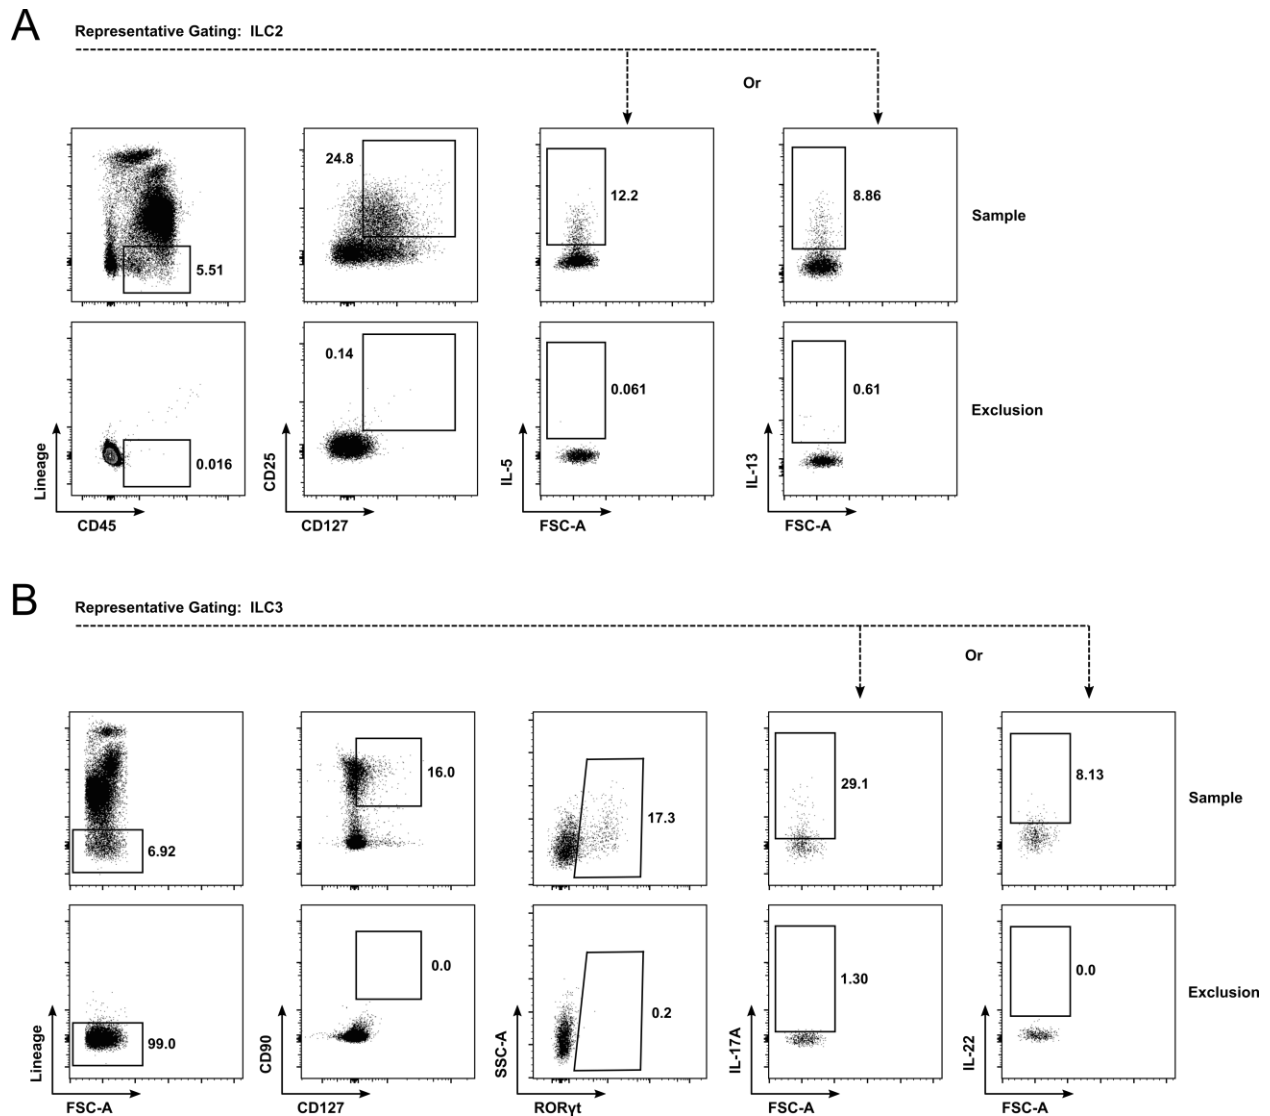 A
Representative Gating: ILC2
Or
24.8
12.2
8.86
Sample
5.51
0.14
0.061
0.61
Exclusion
0.016
Lineage
CD25
IL-5
IL-13
CD45
CD127
FSC-A
FSC-A
B
Representative Gating: ILC3
Or
6.92
16.0
17.3
29.1
8.13
Sample
99.0
0.0
0.2
1.30
0.0
Exclusion
Lineage
CD90
SSC-A
IL-17A
IL-22
FSC-A
CD127
RORγt
FSC-A
FSC-A